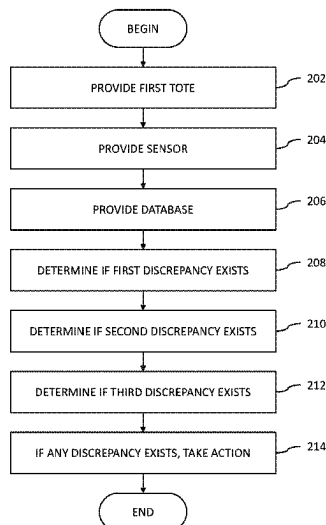 BEGIN
PROVIDE FIRST TOTE 202
PROVIDE SENSOR 204
PROVIDE DATABASE 206
DETERMINE IF FIRST DISCREPANCY EXISTS 208
DETERMINE IF SECOND DISCREPANCY EXISTS 210
DETERMINE IF THIRD DISCREPANCY EXISTS 212
IF ANY DISCREPANCY EXISTS, TAKE ACTION 214
END